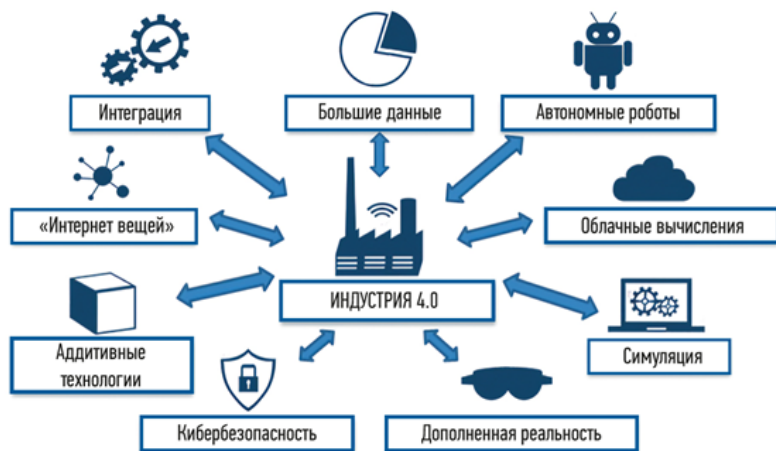 Интеграция
Большие данные
Автономные роботы
«Интернет вещей»
Облачные вычисления
ИНДУСТРИЯ 4.0
Аддитивные
технологии
Симуляция
Кибербезопасность
Дополненная реальность